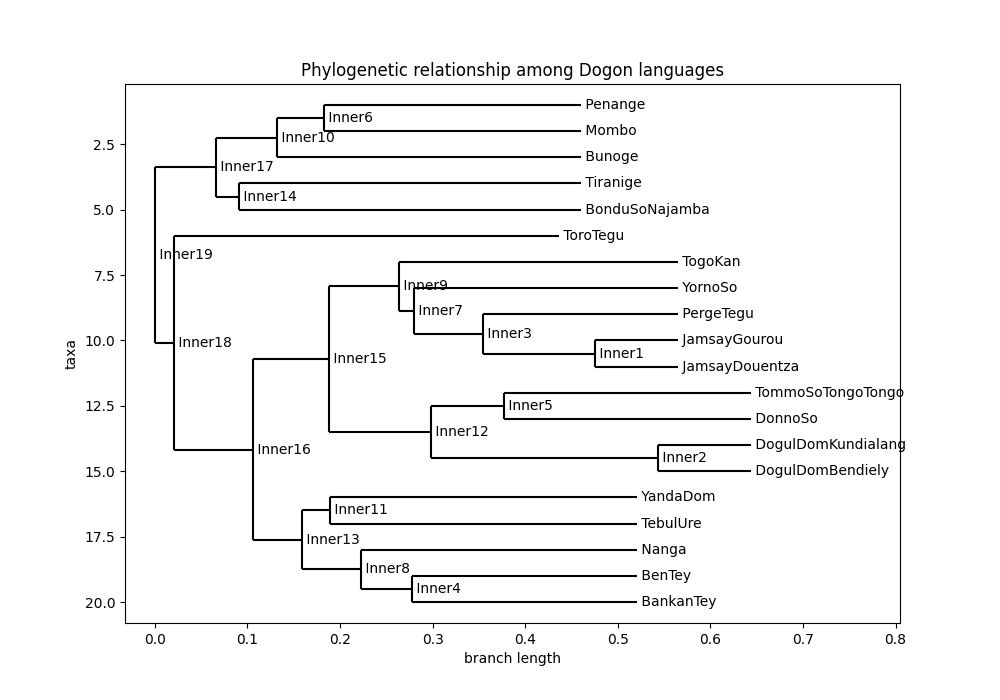 Phylogenetic relationship among Dogon languages
Penange
Inner6
Mombo
Inner10
2.5
Bunoge
Inner17
Tiranige
Inner14
5.0
BonduSoNajamba
ToroTegu
Inner19
TogoKan
7.5
Inner9
YornoSo
Inner7
PergeTegu
Inner3
10.0
JamsayGourou
Inner18
Inner1
Inner15
JamsayDouentza
taxa
TommoSoTongoTongo
12.5
Inner5
DonnoSo
Inner12
DogulDomKundialang
Inner16
Inner2
15.0
DogulDomBendiely
YandaDom
Inner11
TebulUre
17.5
Inner13
Nanga
Inner8
BenTey
Inner4
20.0
BankanTey
0.0 0.1 0.2 0.3 0.4 0.5 0.6 0.7 0.8
branch length